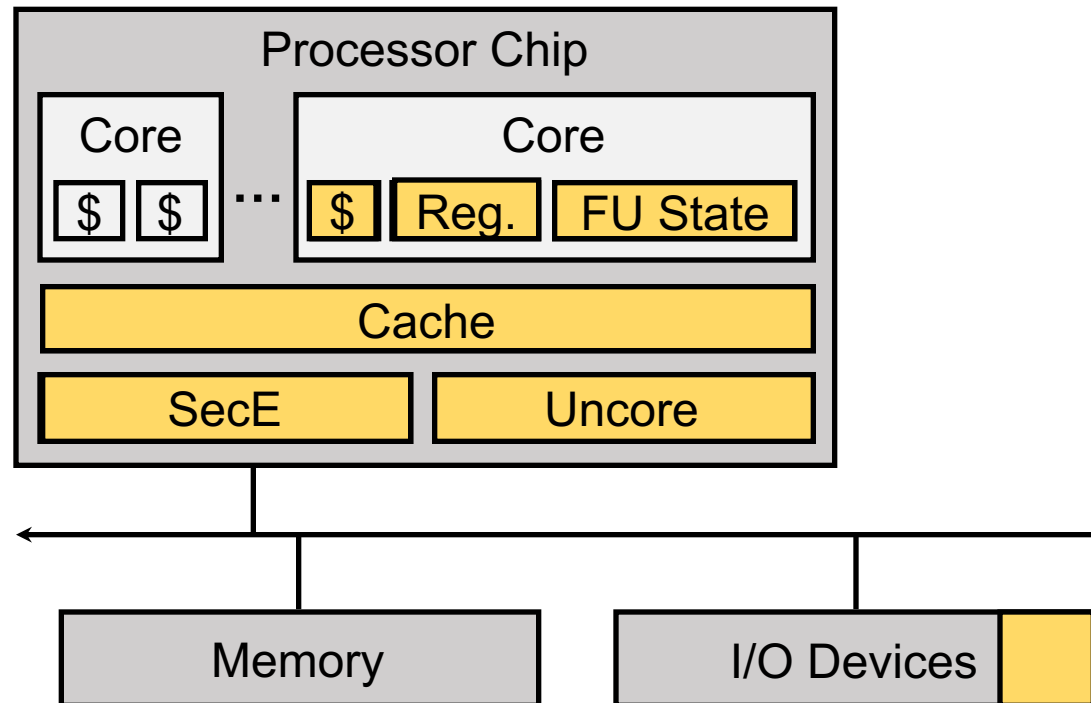 Processor Chip
Core
Core
$ $ ... $ Reg. FU State
Cache
SecE Uncore
Memory I/O Devices